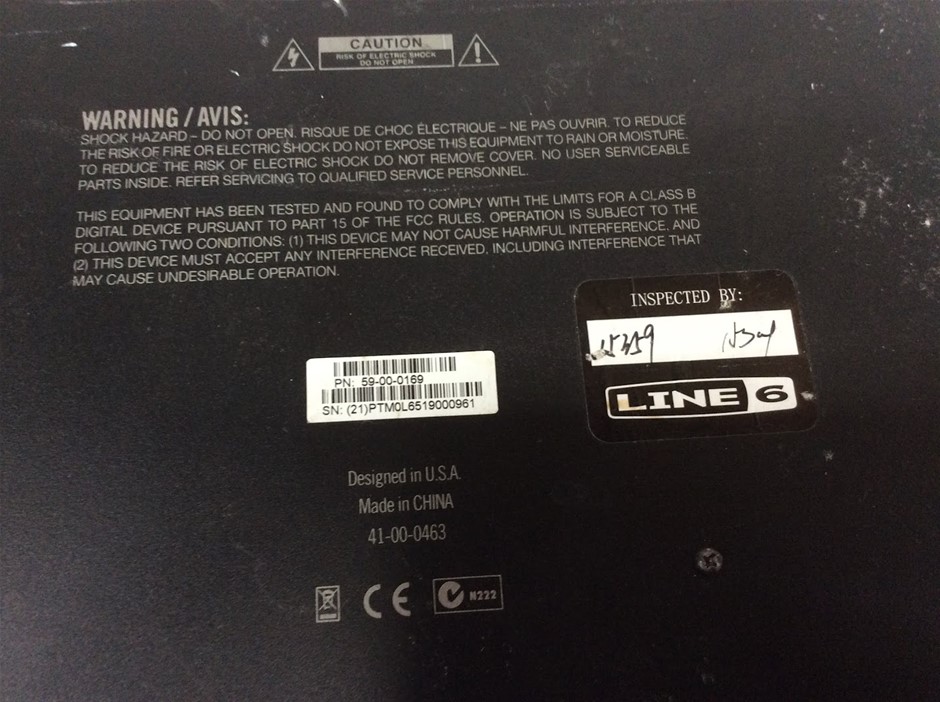 CAUTION
RISK OF ELECTRIC SHOCK
DO NOT OPEN
WARNING / AVIS:
SHOCK HAZARD – DO NOT OPEN. RISQUE DE CHOC ÉLECTRIQUE – NE PAS OUVRIR. TO REDUCE
THE RISK OF FIRE OR ELECTRIC SHOCK DO NOT EXPOSE THIS EQUIPMENT TO RAIN OR MOISTURE.
TO REDUCE THE RISK OF ELECTRIC SHOCK DO NOT REMOVE COVER. NO USER SERVICEABLE
PARTS INSIDE. REFER SERVICING TO QUALIFIED SERVICE PERSONNEL.
THIS EQUIPMENT HAS BEEN TESTED AND FOUND TO COMPLY WITH THE LIMITS FOR A CLASS B
DIGITAL DEVICE PURSUANT TO PART 15 OF THE FCC RULES. OPERATION IS SUBJECT TO THE
FOLLOWING TWO CONDITIONS: (1) THIS DEVICE MAY NOT CAUSE HARMFUL INTERFERENCE, AND
(2) THIS DEVICE MUST ACCEPT ANY INTERFERENCE RECEIVED, INCLUDING INTERFERENCE THAT
MAY CAUSE UNDESIRABLE OPERATION.
INSPECTED BY:
LINE 6
PN: 59-00-0169
SN: (21)PTM0L6519000961
Designed in U.S.A.
Made in CHINA
41-00-0463
CE
N222